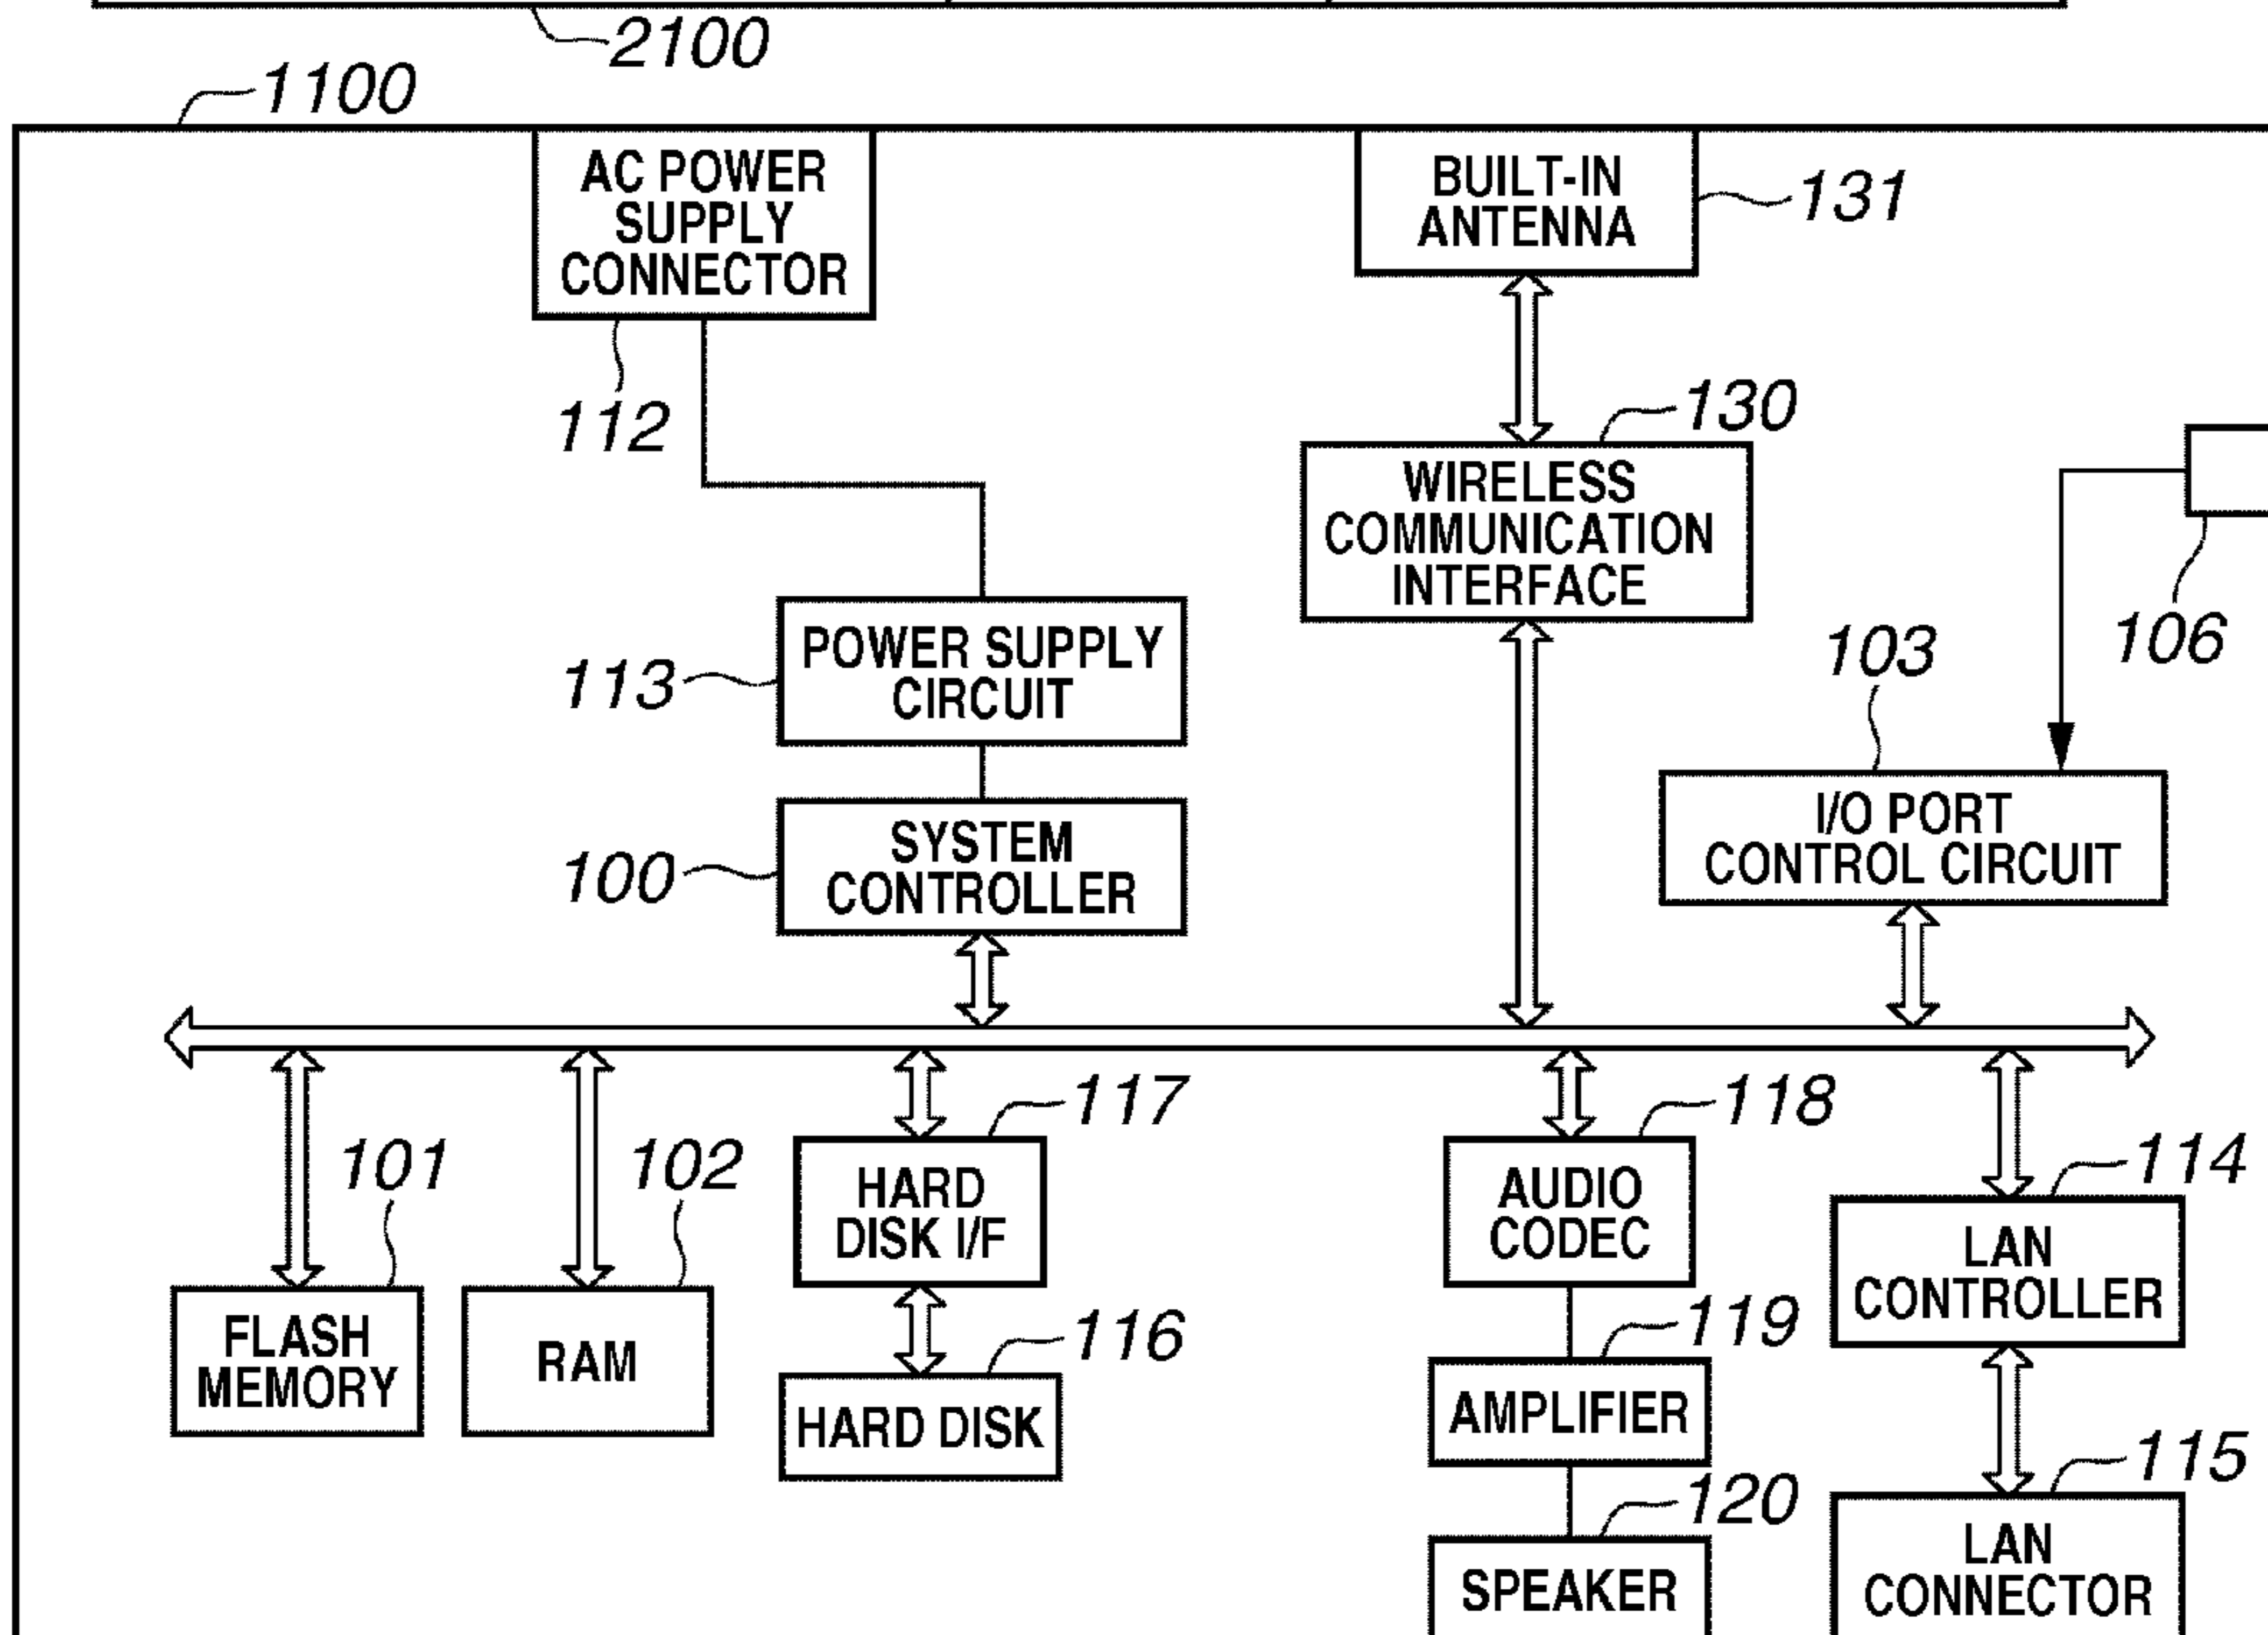 2100
1100
AC POWER
SUPPLY
CONNECTOR
112
BUILT-IN
ANTENNA
131
130
WIRELESS
COMMUNICATION
INTERFACE
106
113
POWER SUPPLY
CIRCUIT
103
100
SYSTEM
CONTROLLER
I/O PORT
CONTROL CIRCUIT
101
FLASH
MEMORY
102
RAM
117
HARD
DISK I/F
116
HARD DISK
118
AUDIO
CODEC
119
AMPLIFIER
120
SPEAKER
114
LAN
CONTROLLER
115
LAN
CONNECTOR